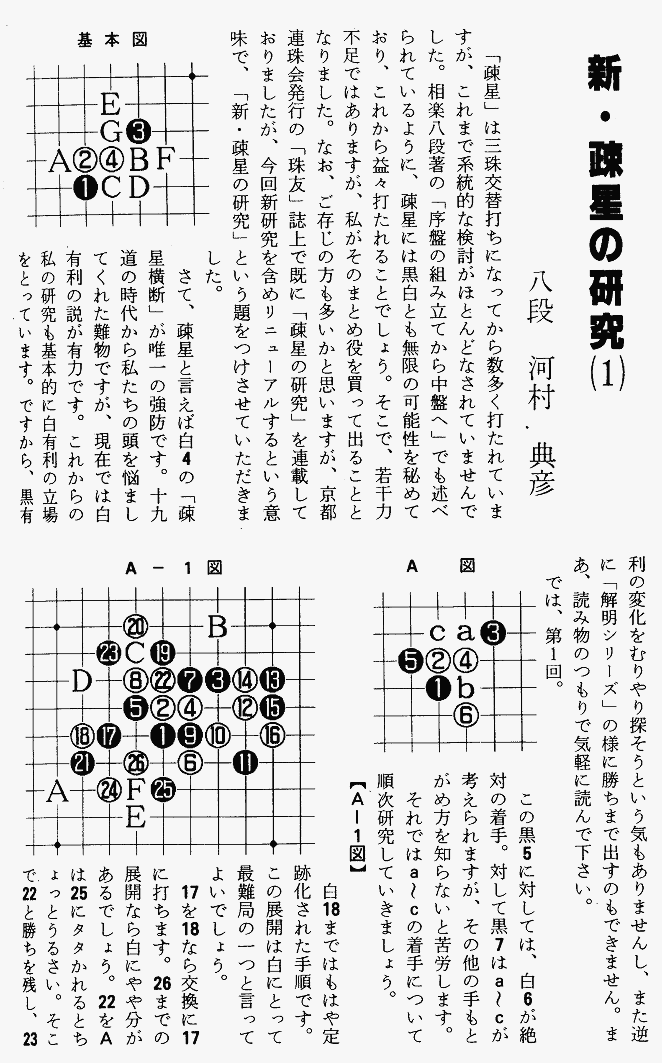 新・疎星の研究(1)
八段　河村　典彦
「疎星」は三珠交替打ちになってから数多く打たれていま
すが、これまで系統的な検討がほとんどなされていませんで
した。相楽八段著の「序盤の組み立てから中盤へ」でも述べ
られているように、疎星には黒白とも無限の可能性を秘めて
おり、これから益々打たれることでしょう。そこで、若干力
不足ではありますが、私がそのまとめ役を買って出ることと
なりました。なお、ご存じの方も多いかと思いますが、京都
連珠会発行の「珠友」誌上で既に「疎星の研究」を連載して
おりましたが、今回新研究を含めリニューアルするという意
味で、「新・疎星の研究」という題をつけさせていただきま
した。
基本図
E
G 3
A 2 4 B F
1 C D
さて、疎星と言えば白4の「疎
星横断」が唯一の強防です。十九
道の時代から私たちの頭を悩まし
てくれた難物ですが、現在では白
有利の説が有力です。これからの
私の研究も基本的に白有利の立場
をとっています。ですから、黒有
利の変化をむりやり探そうという気もありませんし、また逆
に「解明シリーズ」の様に勝ちまで出すのもできません。ま
あ、読み物のつもりで気軽に読んで下さい。
では、第1回。
A　図
c a 3
5 2 4
1 b
6
この黒5に対しては、白6が絶
対の着手。対して黒7はa〜cが
考えられますが、その他の手もと
がめ方を知らないと苦労します。
それではa〜cの着手について
順次研究していきましょう。
【A—1図】
A—1図
20 B
23 C 19
D 8 22 7 3 14 13
5 2 4 12 15
18 17 1 9 10 16
21 26 6 11
A 24 F 25
E
白18まではもはや定
跡化された手順です。
この展開は白にとって
最難局の一つと言って
よいでしょう。
17を18なら交換に17
に打ちます。26までの
展開なら白にやや分が
あるでしょう。22をA
は25にタタかれるとち
ょっとうるさい。そこ
で22と勝ちを残し、23